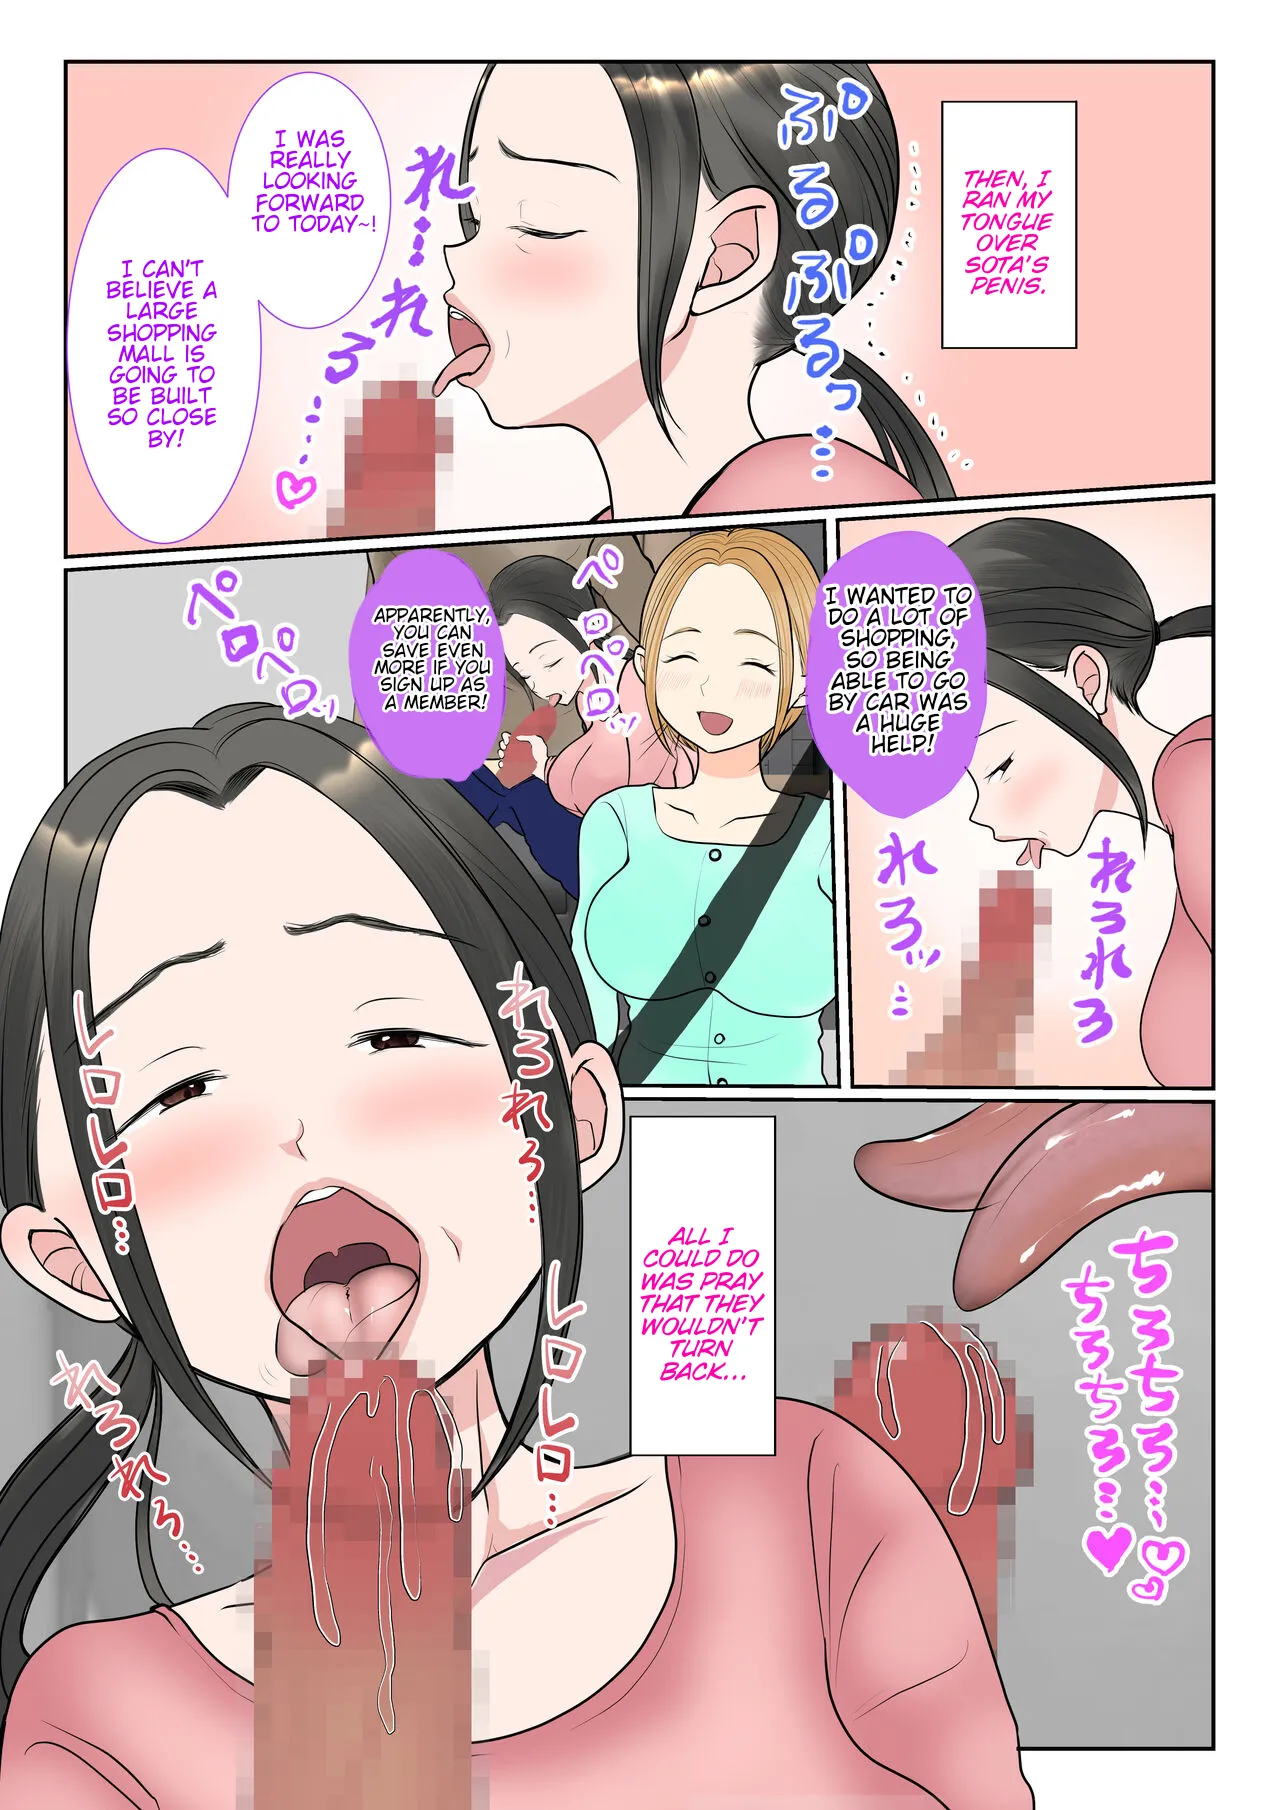 THEN, I
RAN MY
TONGUE
OVER
SOTA'S
PENIS.
I WAS
REALLY
LOOKING
FORWARD
TO TODAY~!
I CAN'T
BELIEVE A
LARGE
SHOPPING
MALL IS
GOING TO
BE BUILT
SO CLOSE
BY!
ぷるぷるっ…
れ…れろ…♡
I WANTED TO
DO A LOT OF
SHOPPING,
SO BEING
ABLE TO GO
BY CAR WAS
A HUGE
HELP!
れろれろ
れろッ…
APPARENTLY,
YOU CAN
SAVE EVEN
MORE IF YOU
SIGN UP AS
A MEMBER!
ペロッ
ペロペロッ
ALL I
COULD DO
WAS PRAY
THAT THEY
WOULDN'T
TURN
BACK...
ちろちろ…♡
ちろちろ…♥
れろれろ…
レロレロ…
レロレロ…
れろれろ…